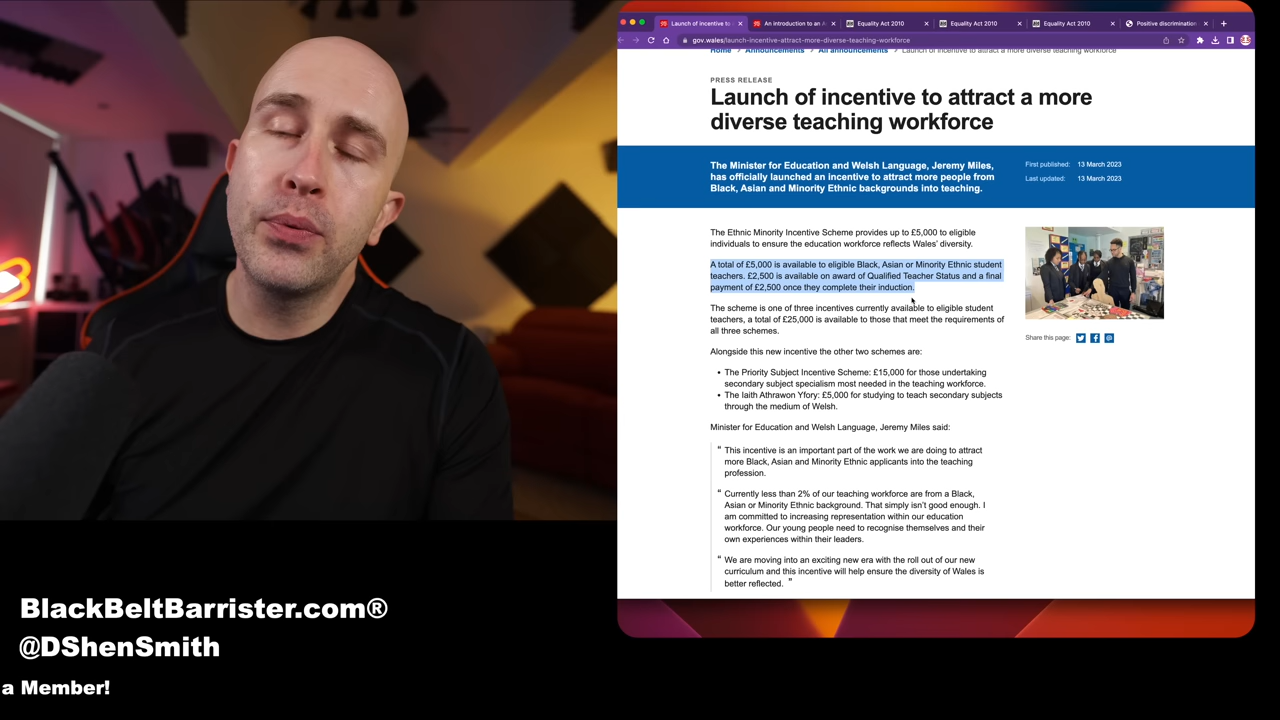 Launch of incentive to
An introduction to an A
Equality Act 2010
Equality Act 2010
Equality Act 2010
Positive discrimination
gov.wales/launch-incentive-attract-more-diverse-teaching-workforce
Home > Announcements > All announcements > Launch of incentive to attract a more diverse teaching workforce
PRESS RELEASE
Launch of incentive to attract a more
diverse teaching workforce
The Minister for Education and Welsh Language, Jeremy Miles,
has officially launched an incentive to attract more people from
Black, Asian and Minority Ethnic backgrounds into teaching.
First published: 13 March 2023
Last updated: 13 March 2023
The Ethnic Minority Incentive Scheme provides up to £5,000 to eligible
individuals to ensure the education workforce reflects Wales' diversity.
A total of £5,000 is available to eligible Black, Asian or Minority Ethnic student
teachers. £2,500 is available on award of Qualified Teacher Status and a final
payment of £2,500 once they complete their induction.
The scheme is one of three incentives currently available to eligible student
teachers, a total of £25,000 is available to those that meet the requirements of
all three schemes.
Share this page:
Alongside this new incentive the other two schemes are:
• The Priority Subject Incentive Scheme: £15,000 for those undertaking
secondary subject specialism most needed in the teaching workforce.
• The Iaith Athrawon Yfory: £5,000 for studying to teach secondary subjects
through the medium of Welsh.
Minister for Education and Welsh Language, Jeremy Miles said:
“ This incentive is an important part of the work we are doing to attract
more Black, Asian and Minority Ethnic applicants into the teaching
profession.
“ Currently less than 2% of our teaching workforce are from a Black,
Asian or Minority Ethnic background. That simply isn't good enough. I
am committed to increasing representation within our education
workforce. Our young people need to recognise themselves and their
own experiences within their leaders.
“ We are moving into an exciting new era with the roll out of our new
curriculum and this incentive will help ensure the diversity of Wales is
better reflected. ”
BlackBeltBarrister.com®
@DShenSmith
a Member!